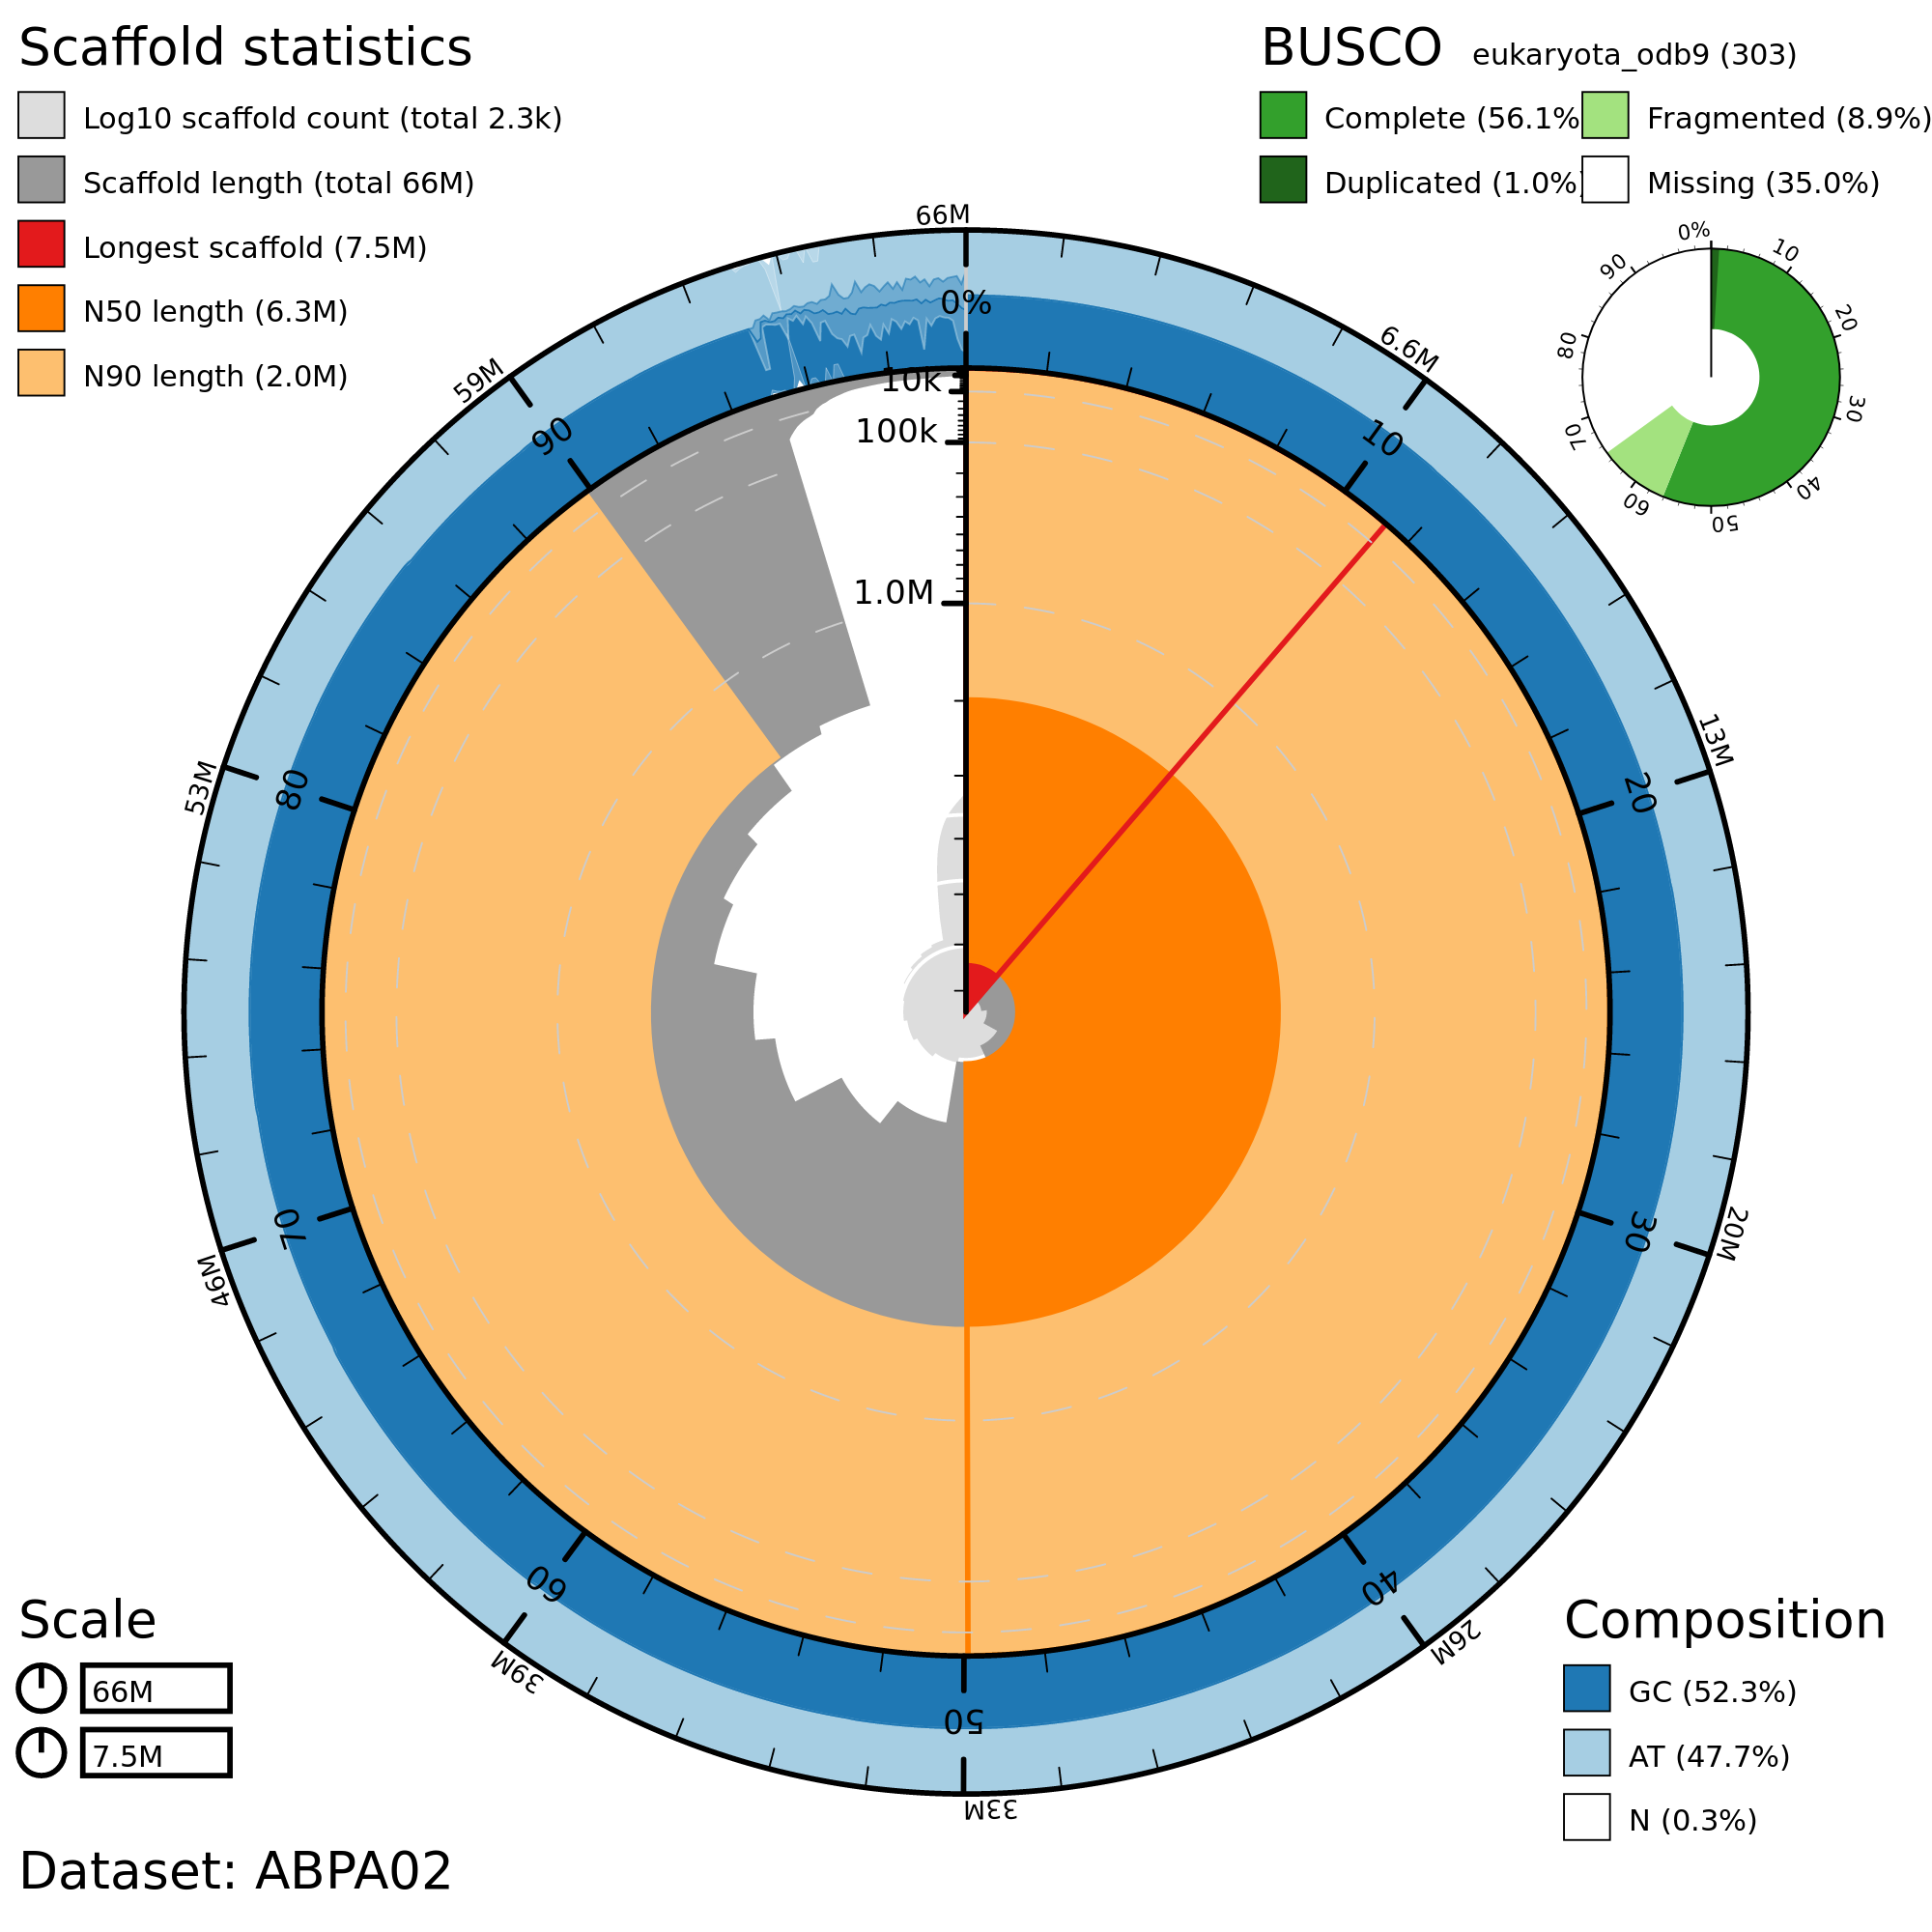 Scaffold statistics
Log10 scaffold count (total 2.3k)
Scaffold length (total 66M)
Longest scaffold (7.5M)
N50 length (6.3M)
N90 length (2.0M)
BUSCO eukaryota_odb9 (303)
Complete (56.1%
Fragmented (8.9%)
Duplicated (1.0%)
Missing (35.0%)
0%
10
20
30
40
50
60
70
80
90
66M
6.6M
13M
20M
26M
33M
39M
46M
53M
59M
0%
10
20
30
40
50
60
70
80
90
10k
100k
1.0M
Scale
66M
7.5M
Composition
GC (52.3%)
AT (47.7%)
N (0.3%)
Dataset: ABPA02